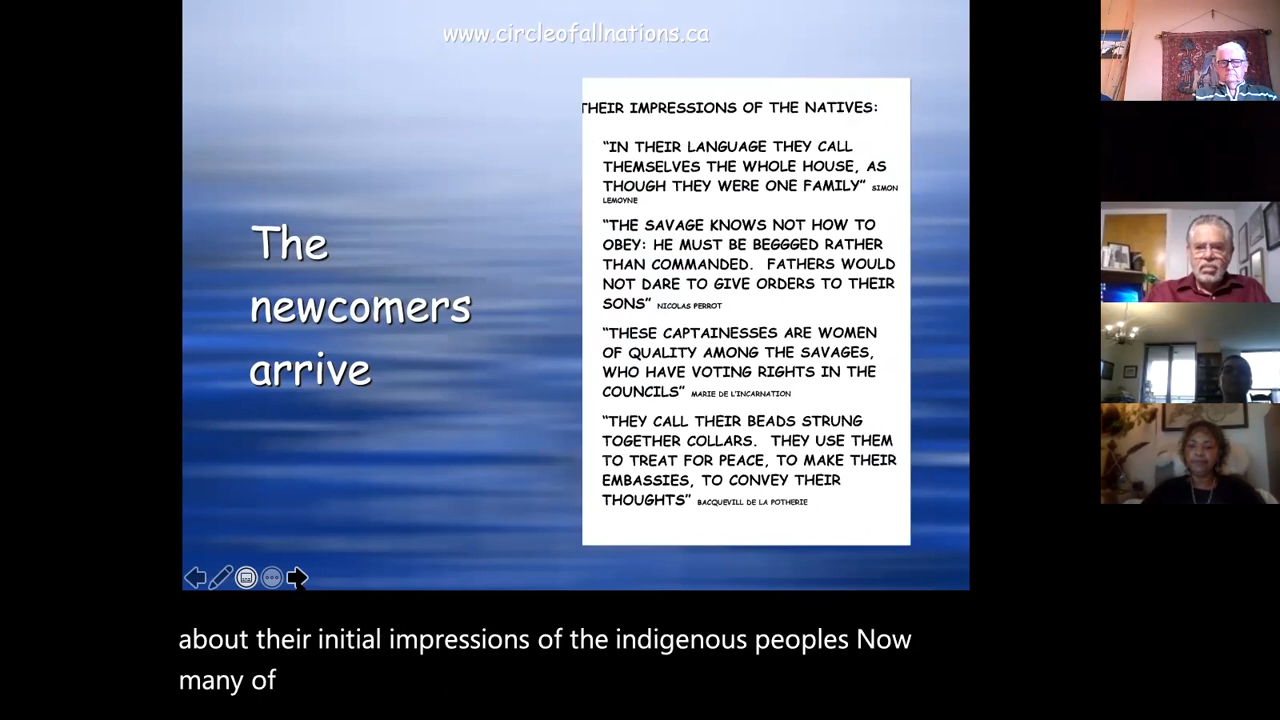 www.circleofallnations.ca
The
newcomers
arrive
THEIR IMPRESSIONS OF THE NATIVES:
“IN THEIR LANGUAGE THEY CALL
THEMSELVES THE WHOLE HOUSE, AS
THOUGH THEY WERE ONE FAMILY” SIMON
LEMOYNE
“THE SAVAGE KNOWS NOT HOW TO
OBEY: HE MUST BE BEGGGED RATHER
THAN COMMANDED. FATHERS WOULD
NOT DARE TO GIVE ORDERS TO THEIR
SONS” NICOLAS PERROT
“THESE CAPTAINESSES ARE WOMEN
OF QUALITY AMONG THE SAVAGES,
WHO HAVE VOTING RIGHTS IN THE
COUNCILS” MARIE DE L’INCARNATION
“THEY CALL THEIR BEADS STRUNG
TOGETHER COLLARS. THEY USE THEM
TO TREAT FOR PEACE, TO MAKE THEIR
EMBASSIES, TO CONVEY THEIR
THOUGHTS” BACQUEVILL DE LA POTHERIE
about their initial impressions of the indigenous peoples Now
many of